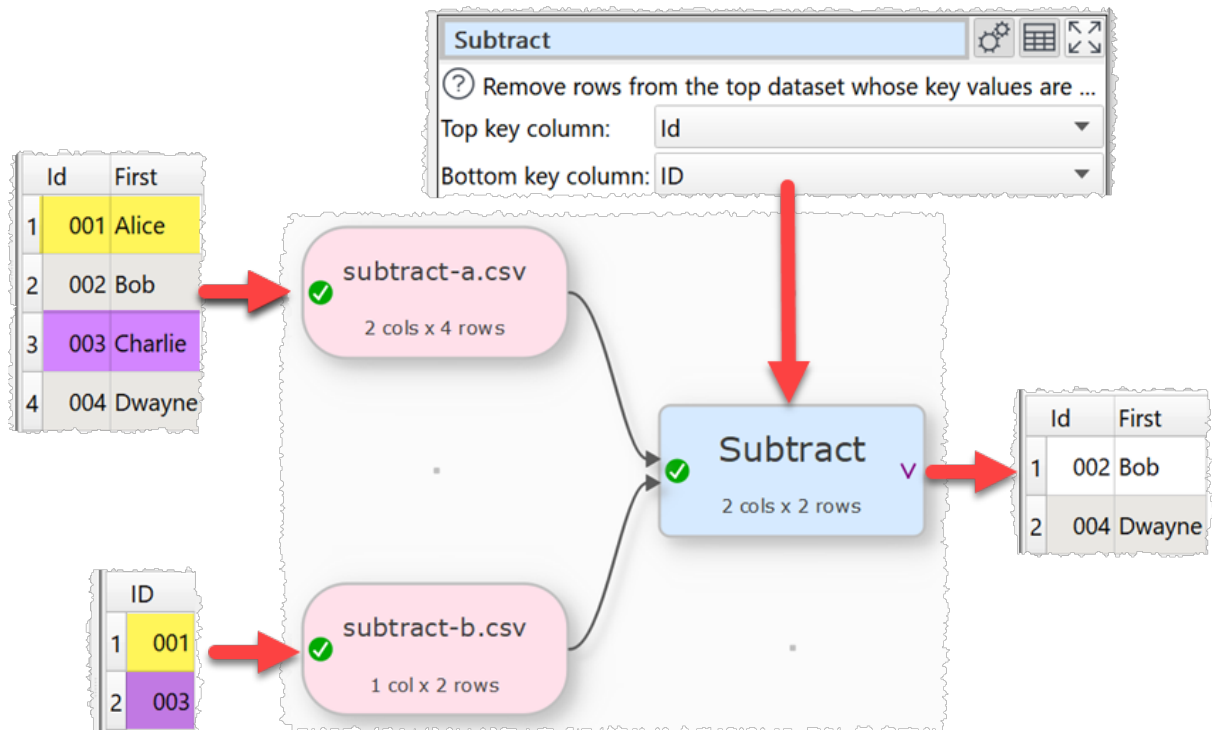 Subtract
? Remove rows from the top dataset whose key values are ...
Top key column: Id
Bottom key column: ID
Id First
1 001 Alice
2 002 Bob
3 003 Charlie
4 004 Dwayne
subtract-a.csv
2 cols x 4 rows
Subtract
2 cols x 2 rows
V
Id First
1 002 Bob
2 004 Dwayne
ID
1 001
2 003
subtract-b.csv
1 col x 2 rows